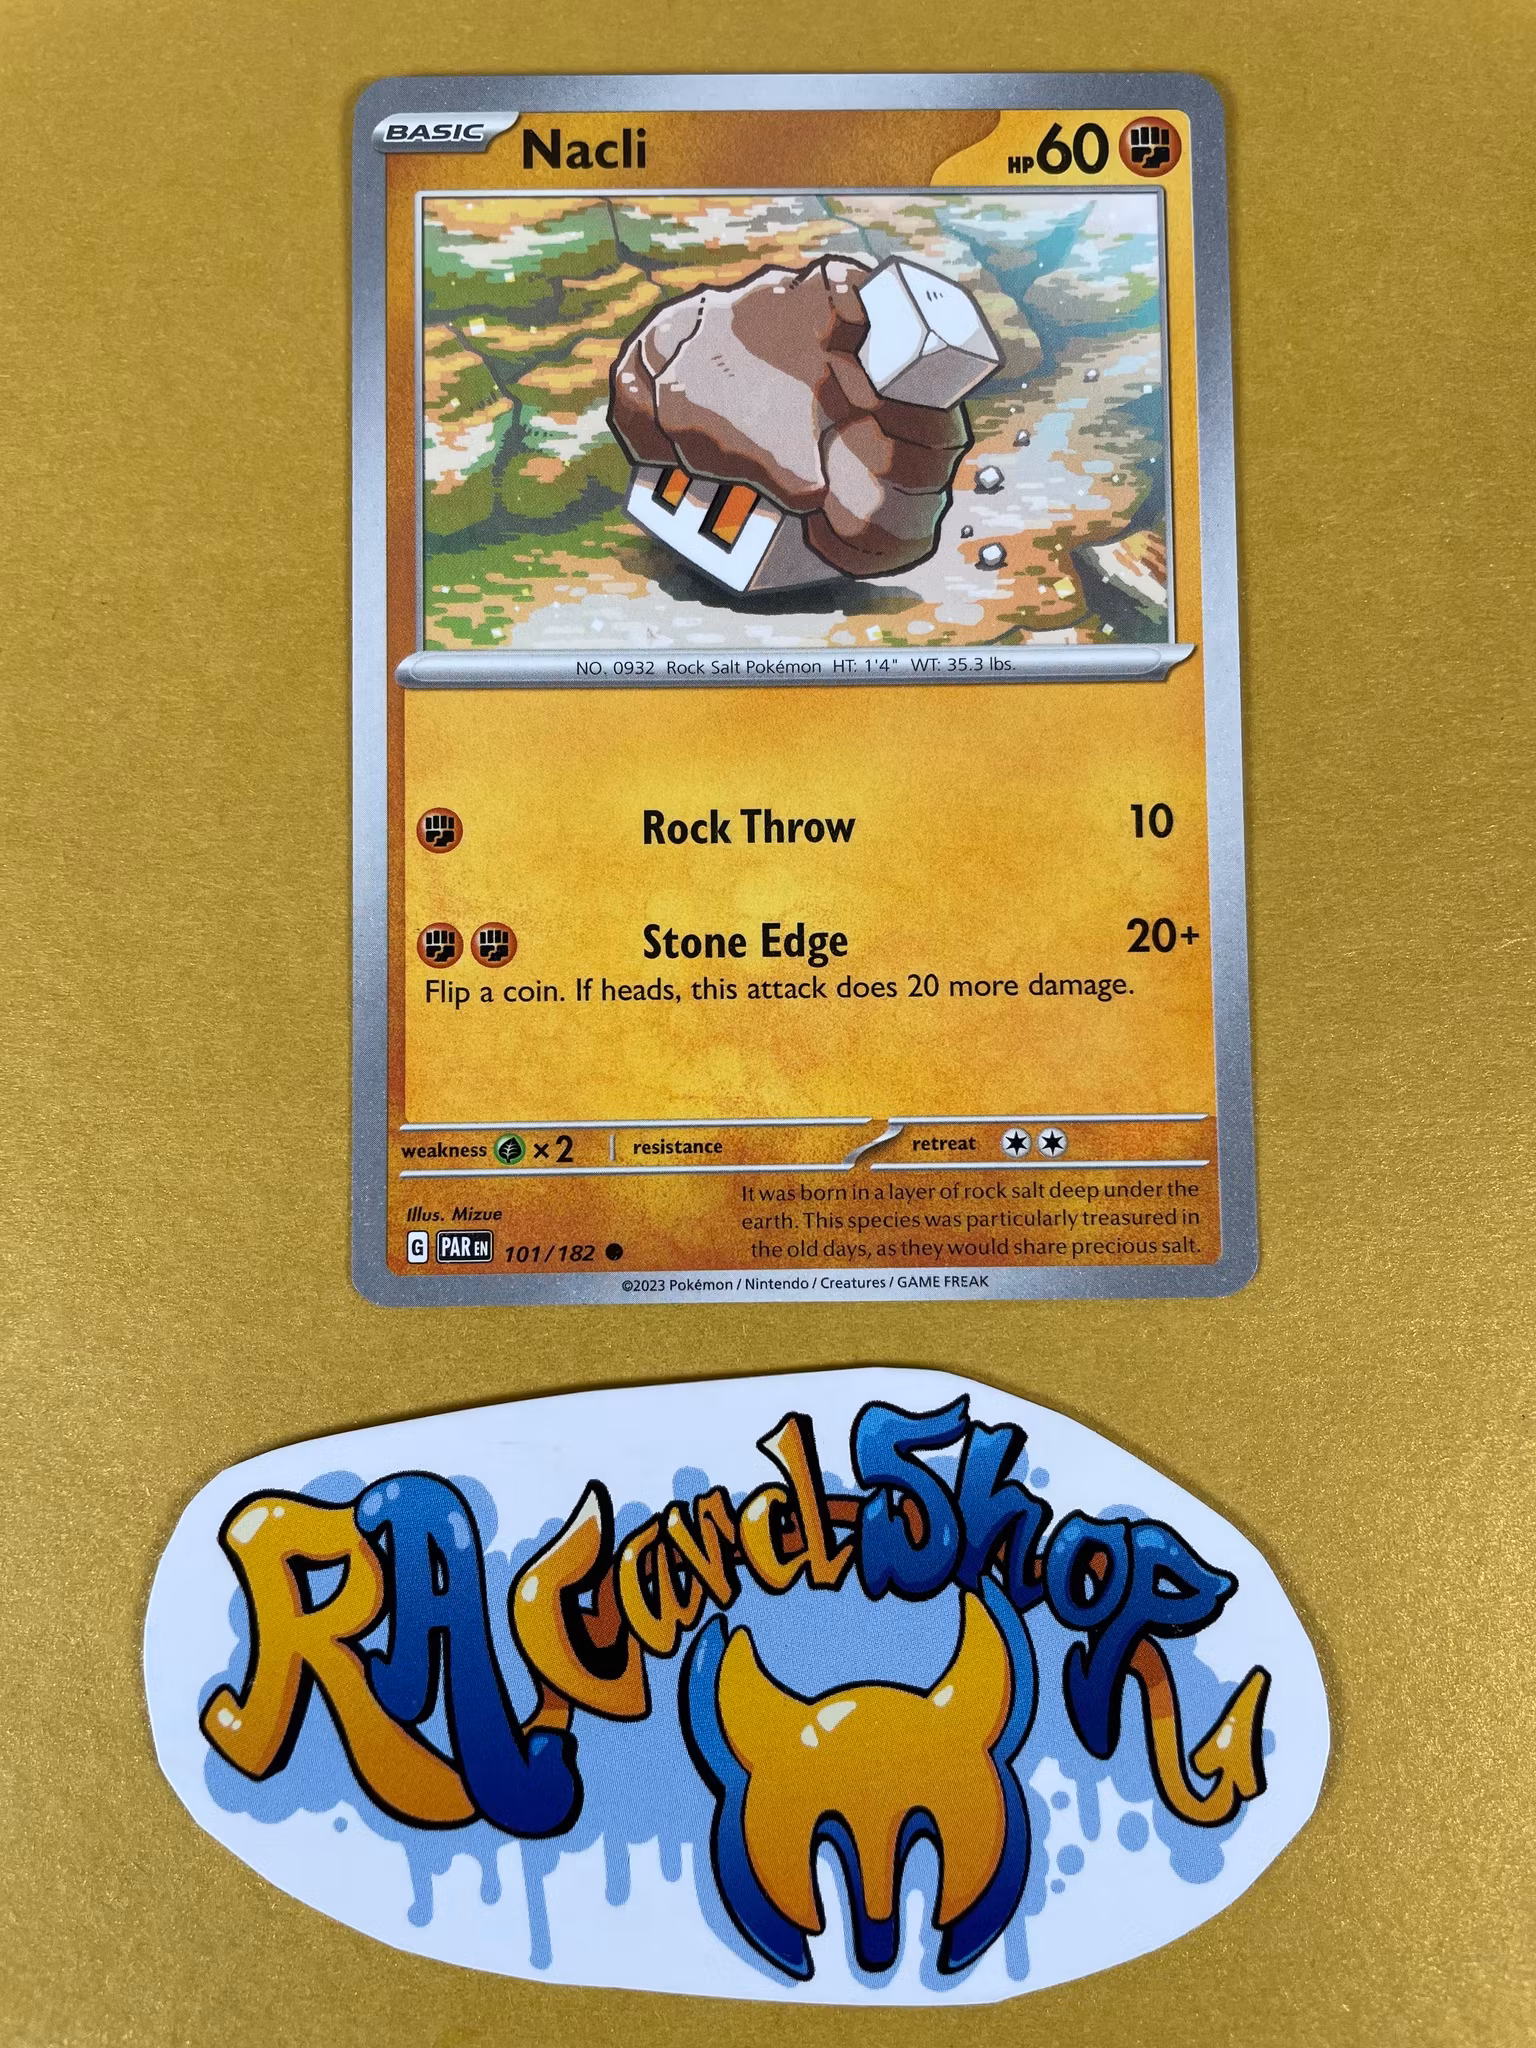 BASIC
Nacli
HP 60
NO. 0932 Rock Salt Pokémon HT: 1'4" WT: 35.3 lbs.
Rock Throw 10
Stone Edge 20+
Flip a coin. If heads, this attack does 20 more damage.
weakness ×2 resistance retreat
It was born in a layer of rock salt deep under the
earth. This species was particularly treasured in
the old days, as they would share precious salt.
Illus. Mizue
G PAR EN 101/182
©2023 Pokémon / Nintendo / Creatures / GAME FREAK
RA Card Shop